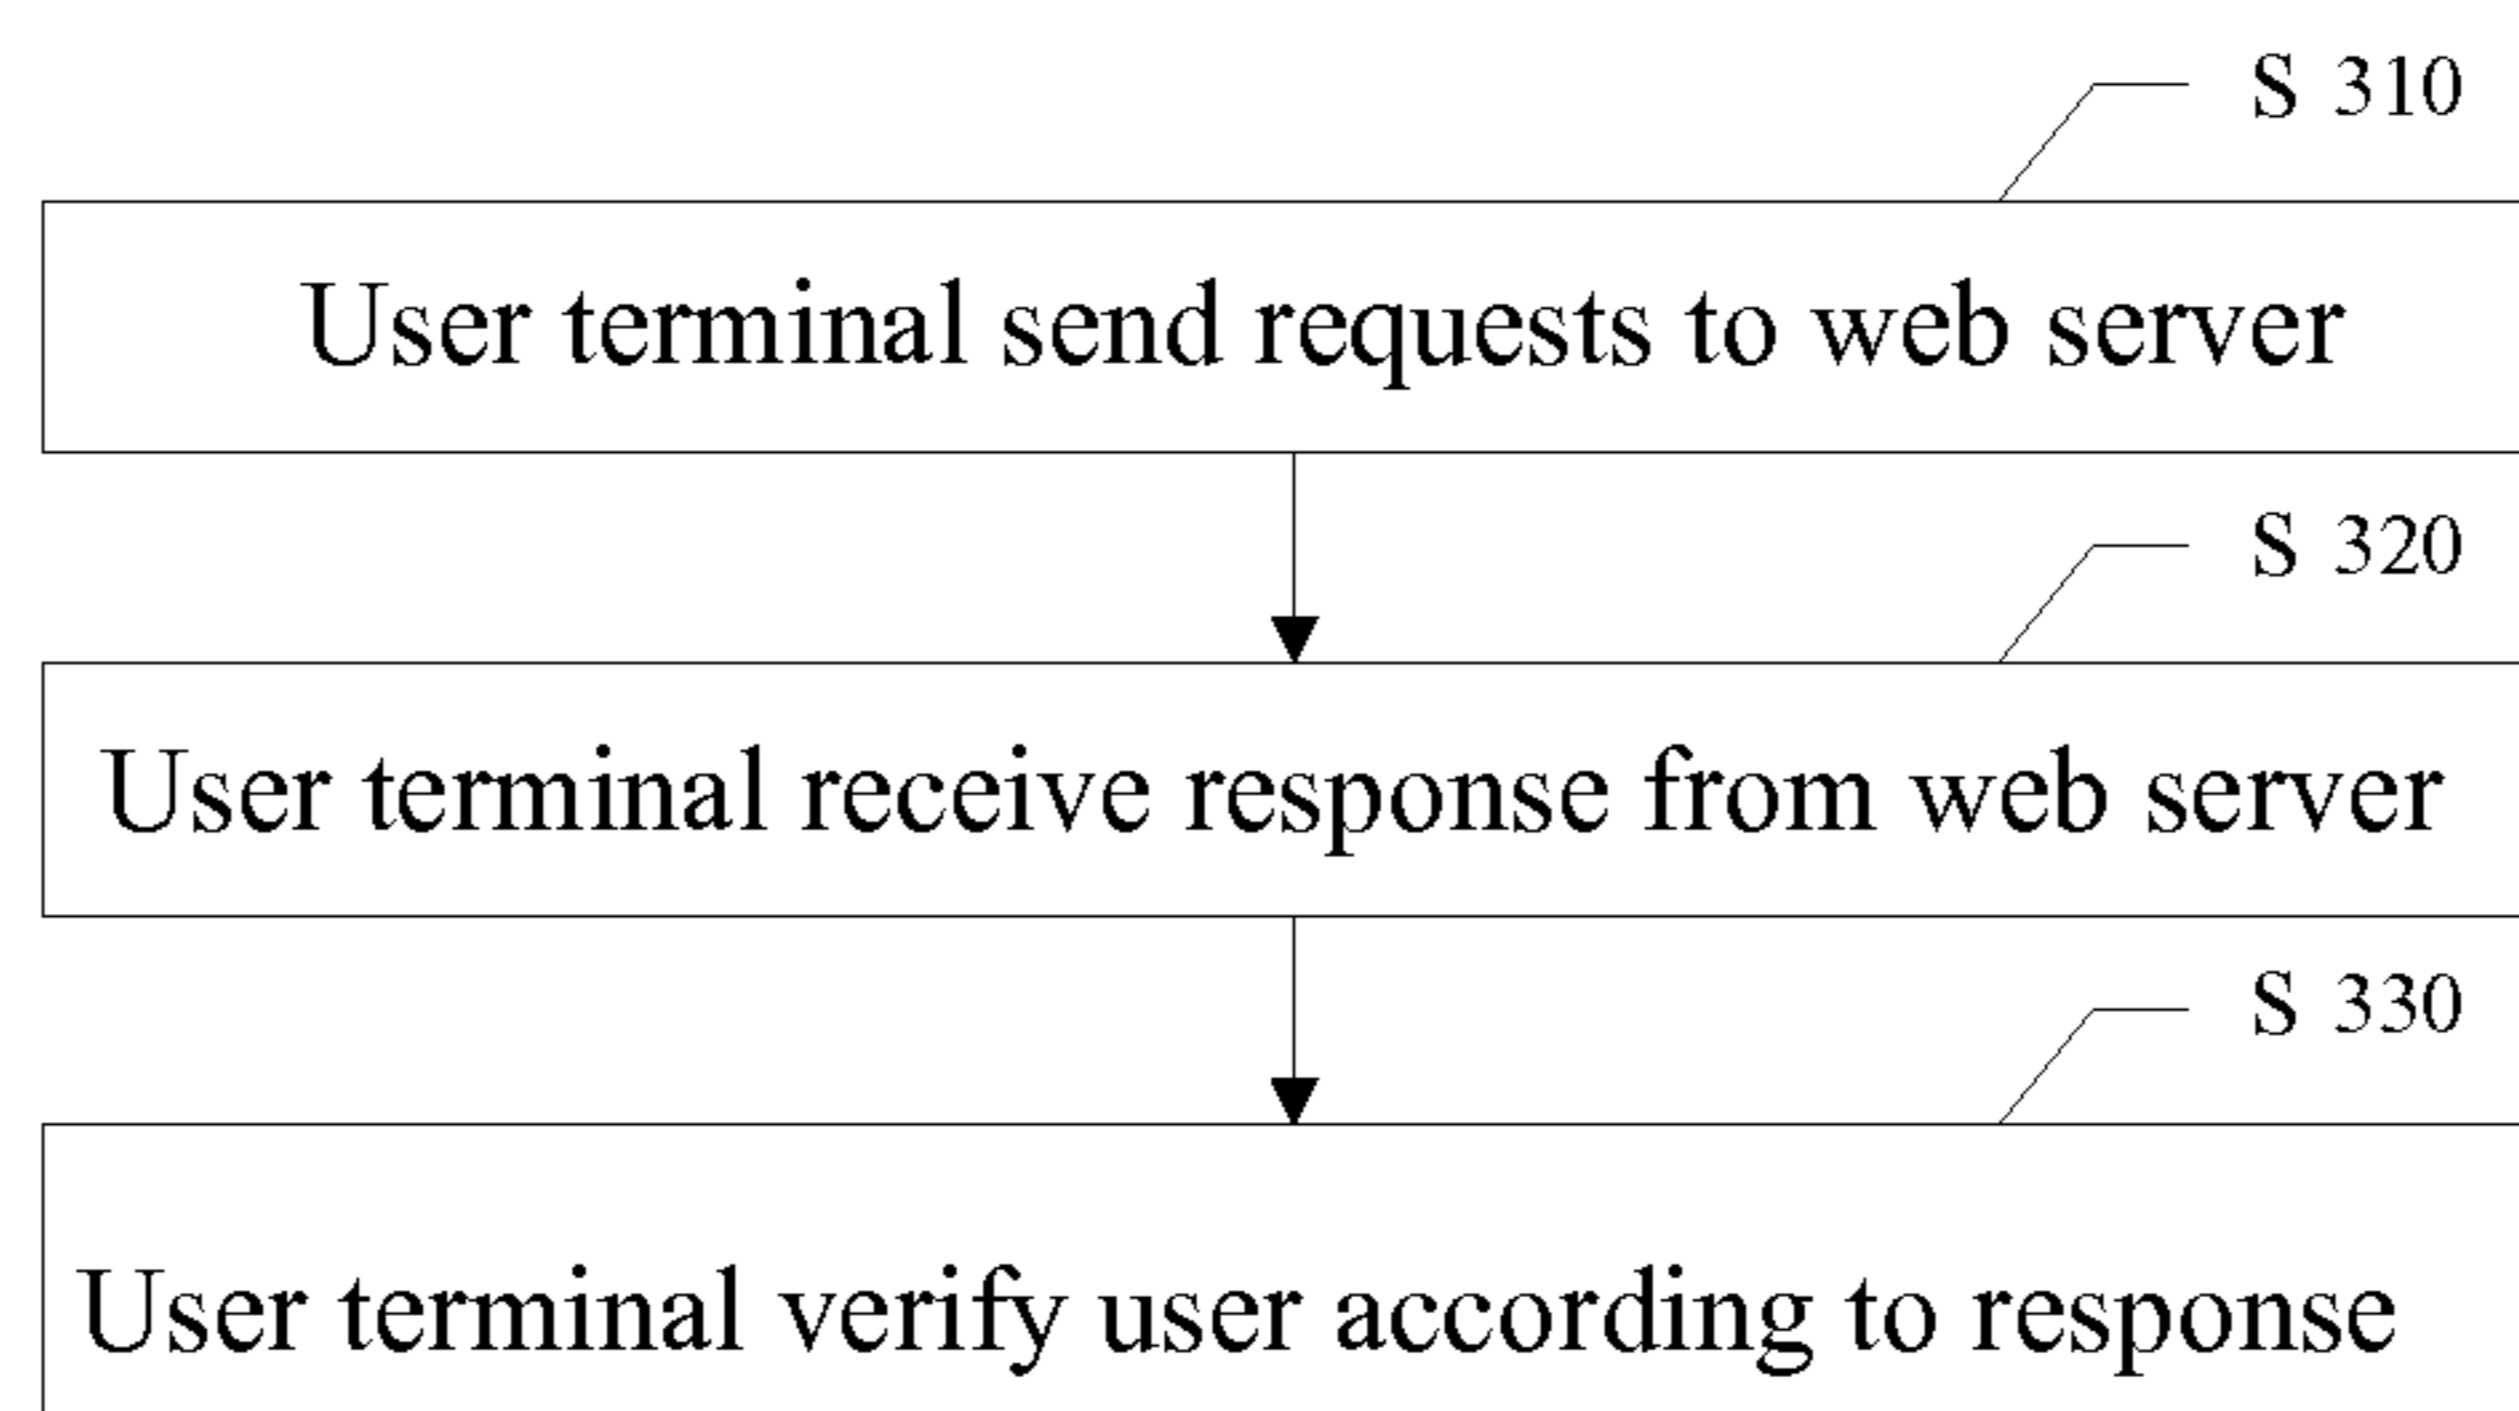 S 310
User terminal send requests to web server
S 320
User terminal receive response from web server
S 330
User terminal verify user according to response